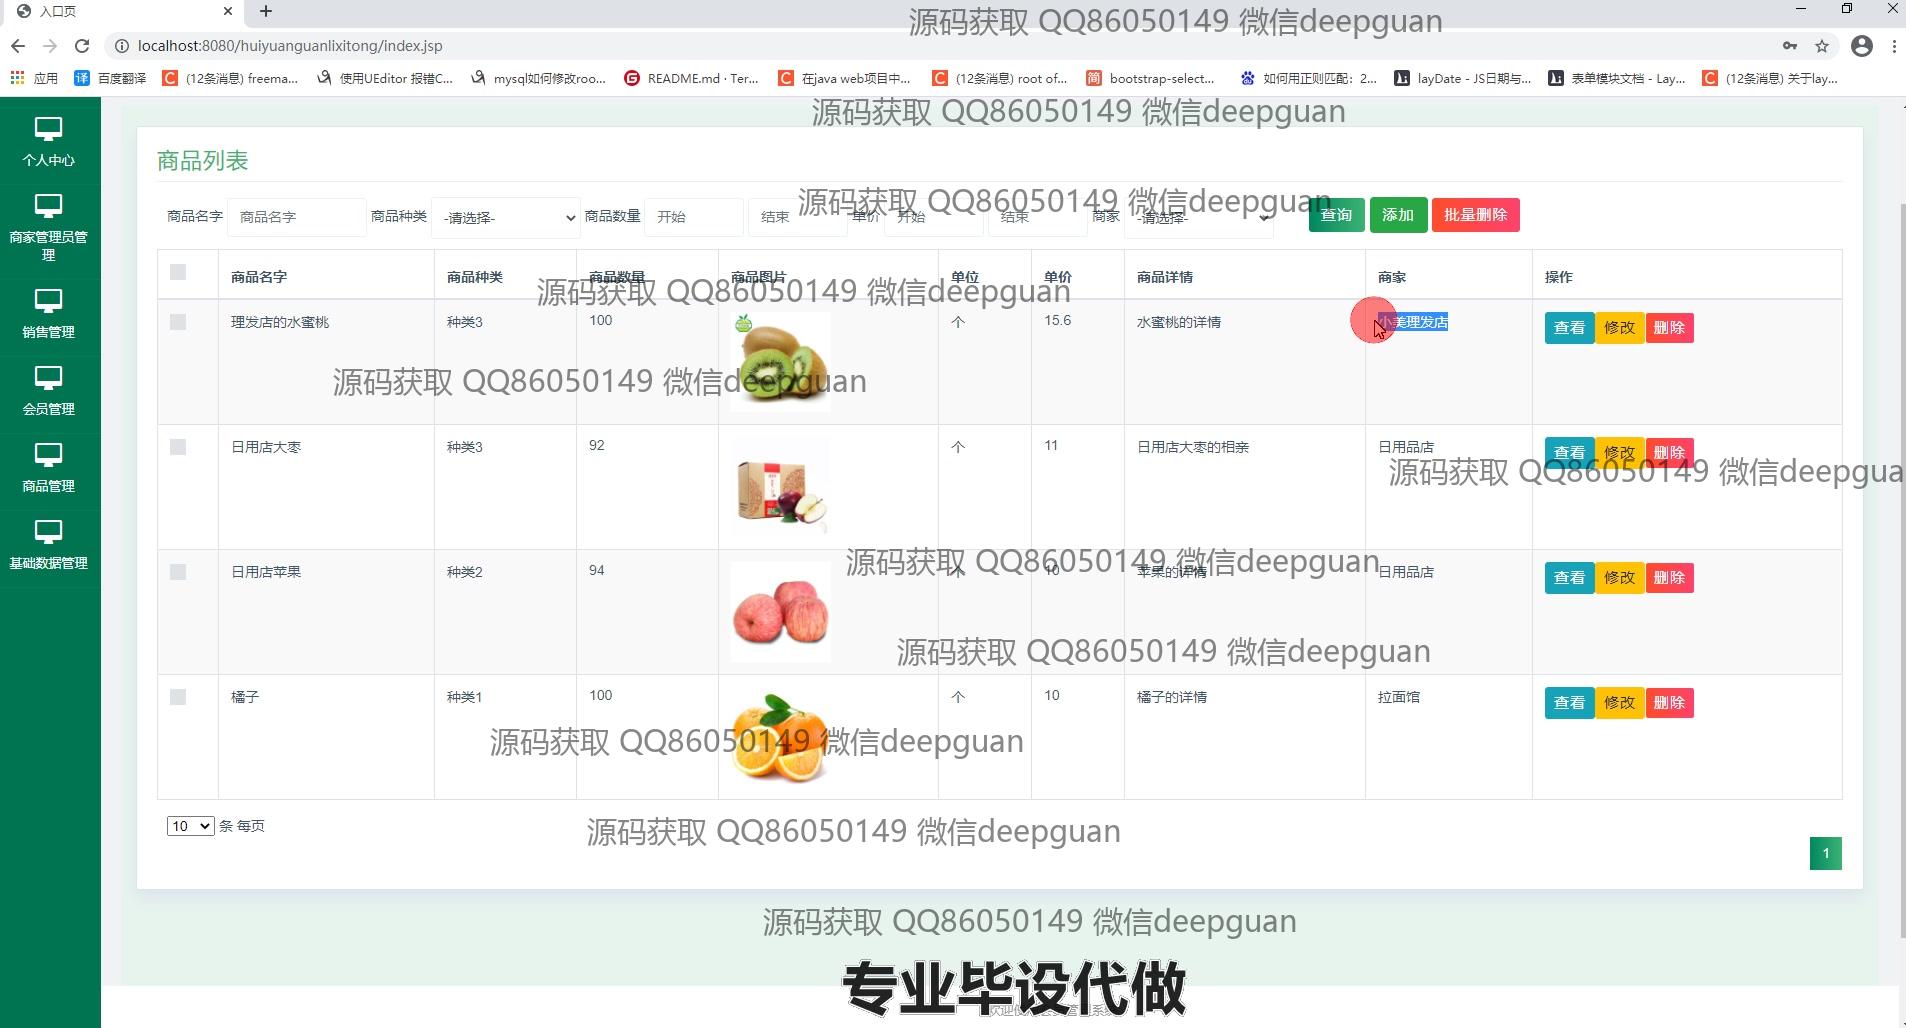 入口页
源码获取 QQ86050149 微信deepguan
localhost:8080/huiyuanguanlixitong/index.jsp
应用 百度翻译 (12条消息) freema... 使用UEditor 报错C... mysql如何修改roo... README.md · Ter... 在java web项目中... (12条消息) root of... bootstrap-select... 如何用正则匹配：2... layDate - JS日期与... 表单模块文档 - Lay... (12条消息) 关于lay...
源码获取 QQ86050149 微信deepguan
个人中心
商家管理员管理
销售管理
会员管理
商品管理
基础数据管理
商品列表
源码获取 QQ86050149 微信deepguan
商品名字 商品名字 商品种类 -请选择- 商品数量 开始 结束 单价 开始 结束 商家 -请选择- 查询 添加 批量删除
商品名字 商品种类 商品数量 商品图片 单位 单价 商品详情 商家 操作
源码获取 QQ86050149 微信deepguan
理发店的水蜜桃 种类3 100 个 15.6 水蜜桃的详情 小美理发店 查看 修改 删除
源码获取 QQ86050149 微信deepguan
日用店大枣 种类3 92 个 11 日用店大枣的相亲 日用品店 查看 修改 删除
源码获取 QQ86050149 微信deepgua
源码获取 QQ86050149 微信deepguan
日用店苹果 种类2 94 个 10 苹果的详情 日用品店 查看 修改 删除
源码获取 QQ86050149 微信deepguan
橘子 种类1 100 个 10 橘子的详情 拉面馆 查看 修改 删除
源码获取 QQ86050149 微信deepguan
10 条 每页
源码获取 QQ86050149 微信deepguan
1
源码获取 QQ86050149 微信deepguan
专业毕设代做